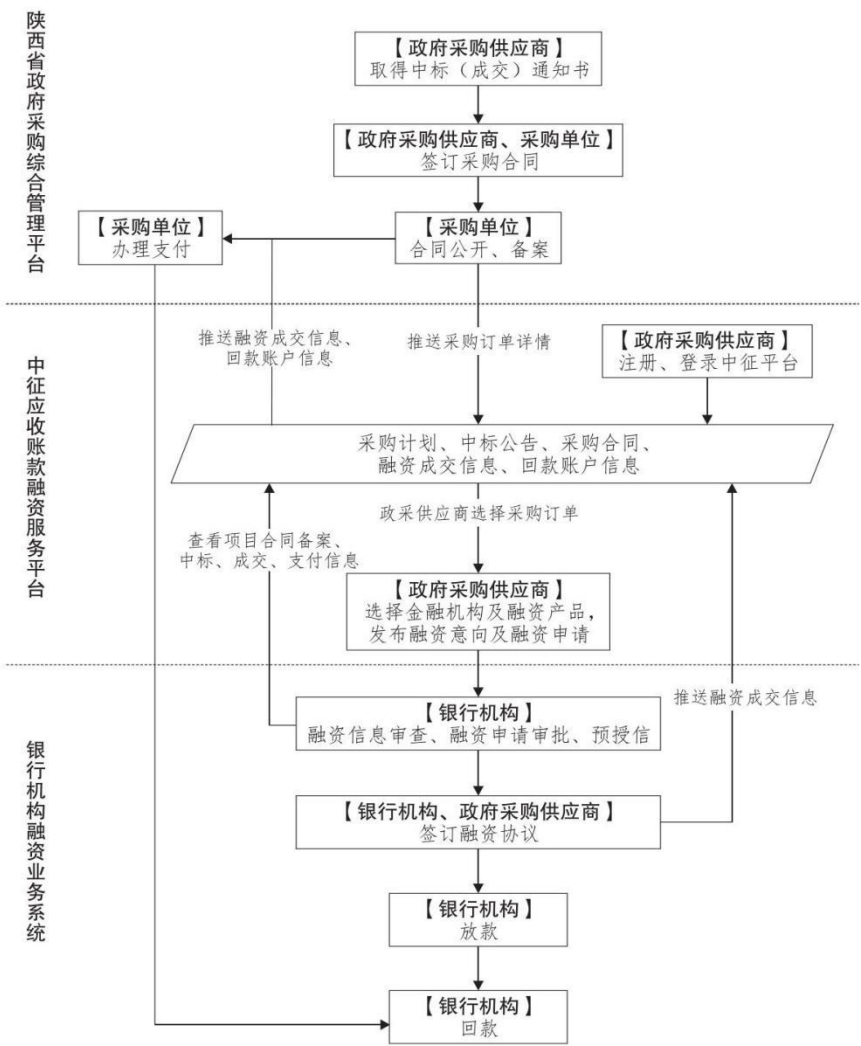 陕西省政府采购综合管理平台
【政府采购供应商】
取得中标（成交）通知书
【政府采购供应商、采购单位】
签订采购合同
【采购单位】
办理支付
【采购单位】
合同公开、备案
中征应收账款融资服务平台
推送融资成交信息、
回款账户信息
推送采购订单详情
【政府采购供应商】
注册、登录中征平台
采购计划、中标公告、采购合同、
融资成交信息、回款账户信息
政采供应商选择采购订单
查看项目合同备案、
中标、成交、支付信息
【政府采购供应商】
选择金融机构及融资产品，
发布融资意向及融资申请
银行机构融资业务系统
推送融资成交信息
【银行机构】
融资信息审查、融资申请审批、预授信
【银行机构、政府采购供应商】
签订融资协议
【银行机构】
放款
【银行机构】
回款